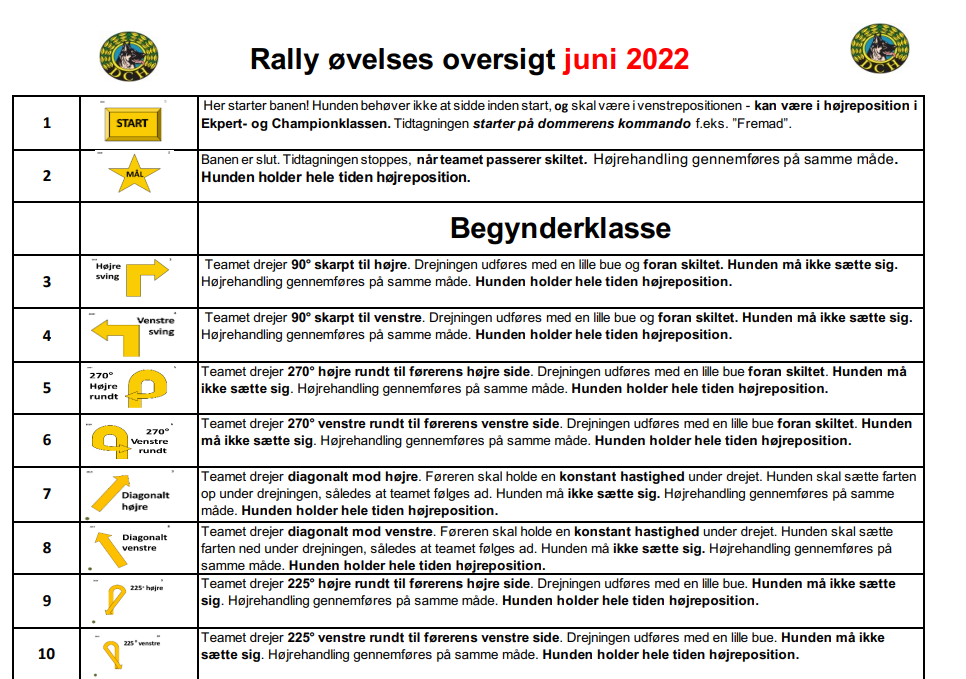 DCH
Rally øvelses oversigt juni 2022
DCH
1
START
Her starter banen! Hunden behøver ikke at sidde inden start, og skal være i venstrepositionen - kan være i højreposition i
Ekpert- og Championklassen. Tidtagningen starter på dommerens kommando f.eks. ”Fremad”.
2
MÅL
Banen er slut. Tidtagningen stoppes, når teamet passerer skiltet. Højrehandling gennemføres på samme måde.
Hunden holder hele tiden højreposition.
Begynderklasse
3
Højre
sving
Teamet drejer 90° skarpt til højre. Drejningen udføres med en lille bue og foran skiltet. Hunden må ikke sætte sig.
Højrehandling gennemføres på samme måde. Hunden holder hele tiden højreposition.
4
Venstre
sving
Teamet drejer 90° skarpt til venstre. Drejningen udføres med en lille bue og foran skiltet. Hunden må ikke sætte sig.
Højrehandling gennemføres på samme måde. Hunden holder hele tiden højreposition.
5
270°
Højre
rundt
Teamet drejer 270° højre rundt til førerens højre side. Drejningen udføres med en lille bue foran skiltet. Hunden må
ikke sætte sig. Højrehandling gennemføres på samme måde. Hunden holder hele tiden højreposition.
6
270°
Venstre
rundt
Teamet drejer 270° venstre rundt til førerens venstre side. Drejningen udføres med en lille bue foran skiltet. Hunden
må ikke sætte sig. Højrehandling gennemføres på samme måde. Hunden holder hele tiden højreposition.
7
Diagonalt
højre
Teamet drejer diagonalt mod højre. Føreren skal holde en konstant hastighed under drejet. Hunden skal sætte farten
op under drejningen, således at teamet følges ad. Hunden må ikke sætte sig. Højrehandling gennemføres på samme
måde. Hunden holder hele tiden højreposition.
8
Diagonalt
venstre
Teamet drejer diagonalt mod venstre. Føreren skal holde en konstant hastighed under drejet. Hunden skal sætte
farten ned under drejningen, således at teamet følges ad. Hunden må ikke sætte sig. Højrehandling gennemføres på
samme måde. Hunden holder hele tiden højreposition.
9
225° højre
Teamet drejer 225° højre rundt til førerens højre side. Drejningen udføres med en lille bue. Hunden må ikke sætte
sig. Højrehandling gennemføres på samme måde. Hunden holder hele tiden højreposition.
10
225° venstre
Teamet drejer 225° venstre rundt til førerens venstre side. Drejningen udføres med en lille bue. Hunden må ikke
sætte sig. Højrehandling gennemføres på samme måde. Hunden holder hele tiden højreposition.